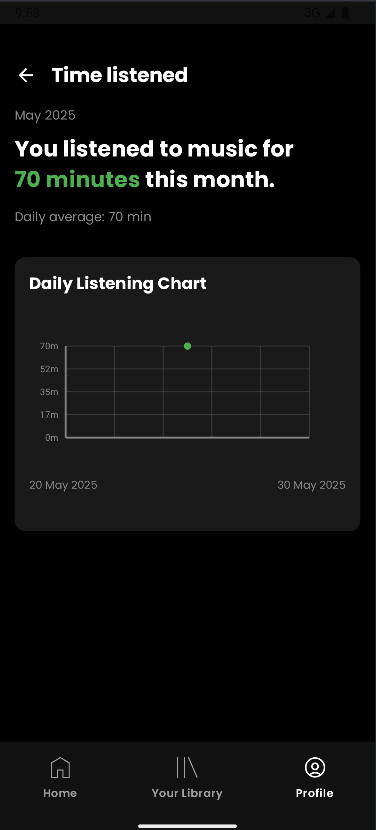 9:53 3G
Time listened
May 2025
You listened to music for
70 minutes this month.
Daily average: 70 min
Daily Listening Chart
70m
52m
35m
17m
0m
20 May 2025 30 May 2025
Home Your Library Profile